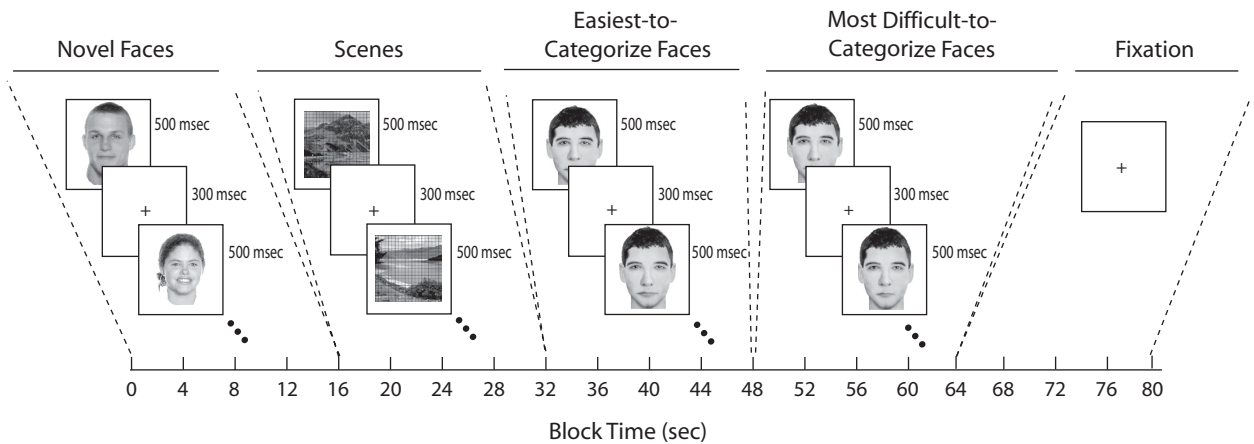 Novel Faces
Scenes
Easiest-to-
Categorize Faces
Most Difficult-to-
Categorize Faces
Fixation
500 msec
300 msec
500 msec
500 msec
300 msec
500 msec
500 msec
300 msec
500 msec
500 msec
300 msec
500 msec
+
+
+
+
+
0 4 8 12 16 20 24 28 32 36 40 44 48 52 56 60 64 68 72 76 80
Block Time (sec)